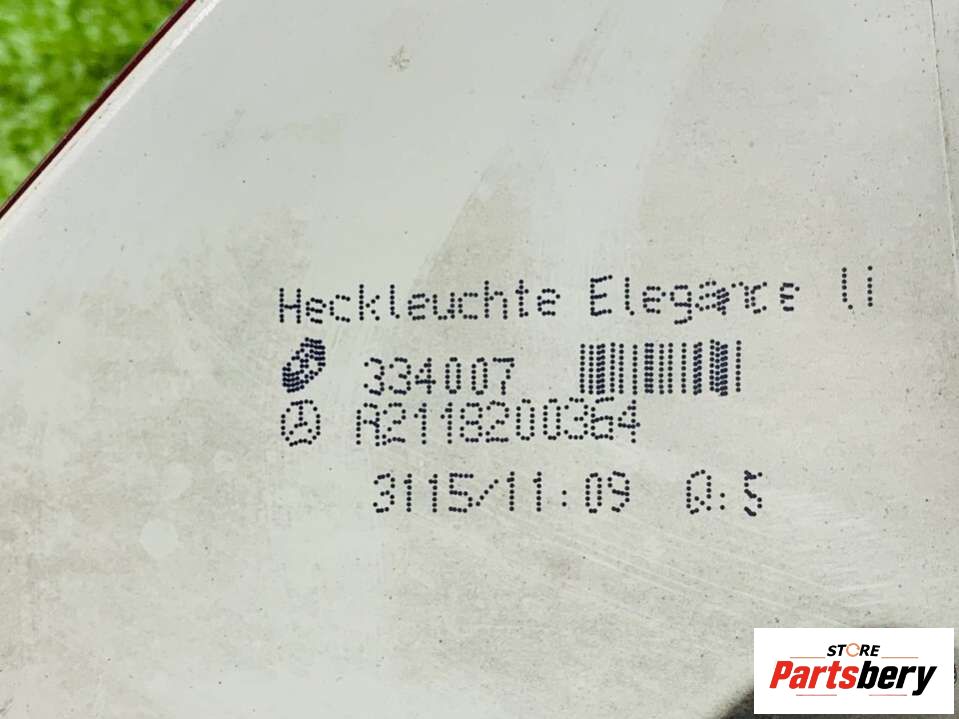 Heckleuchte Elegance li
334007
A2118200364
3115/11:09 Q:5
STORE
Partsbery